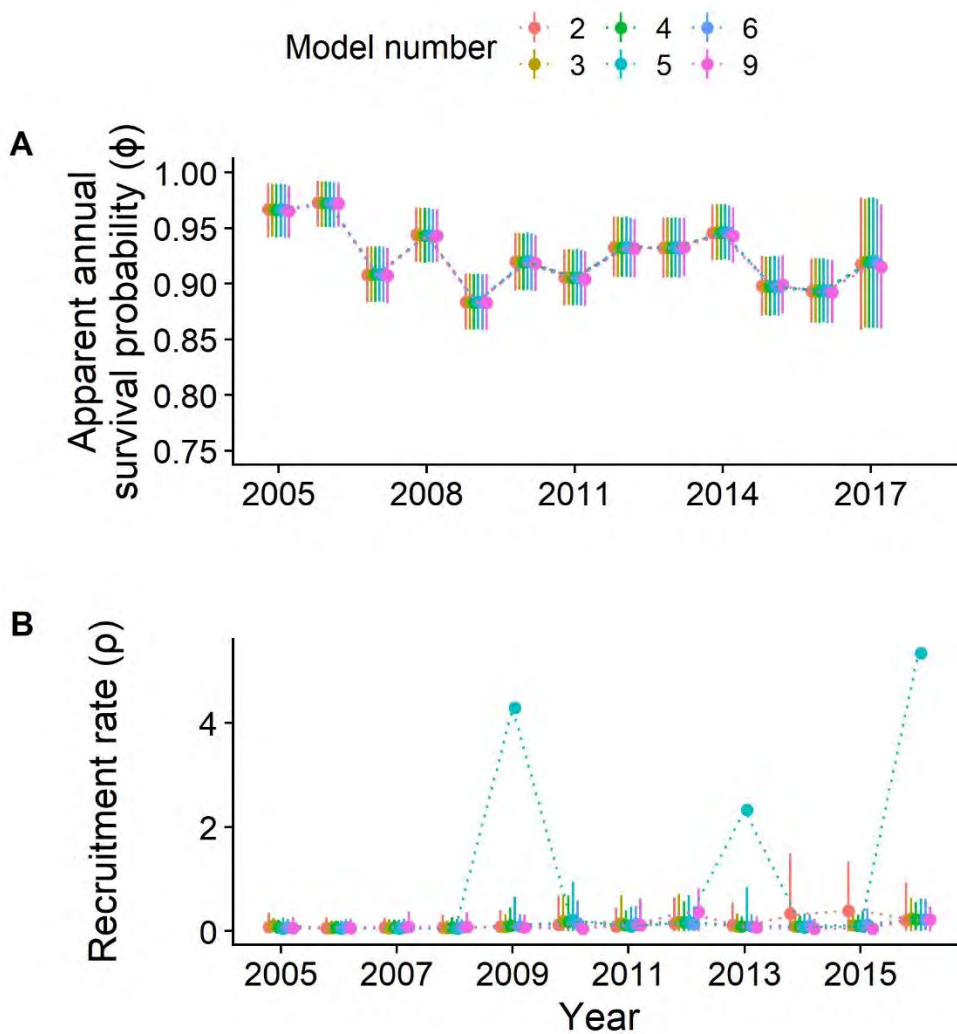 Model number
2 4 6
3 5 9
A
Apparent annual
survival probability (ϕ)
1.00
0.95
0.90
0.85
0.80
0.75
2005 2008 2011 2014 2017
B
Recruitment rate (ρ)
4
2
0
2005 2007 2009 2011 2013 2015
Year